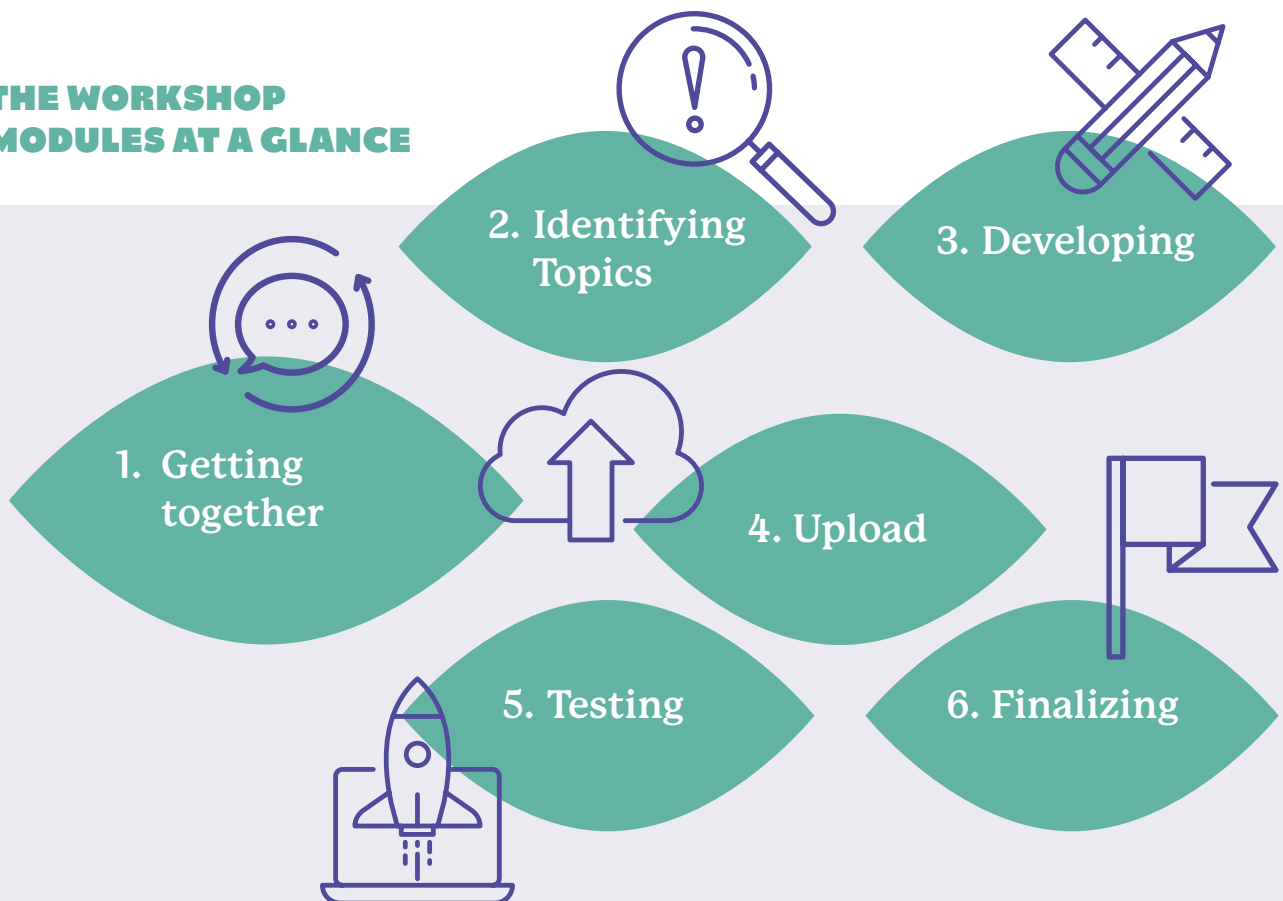 THE WORKSHOP
MODULES AT A GLANCE
1. Getting
together
2. Identifying
Topics
3. Developing
4. Upload
5. Testing
6. Finalizing